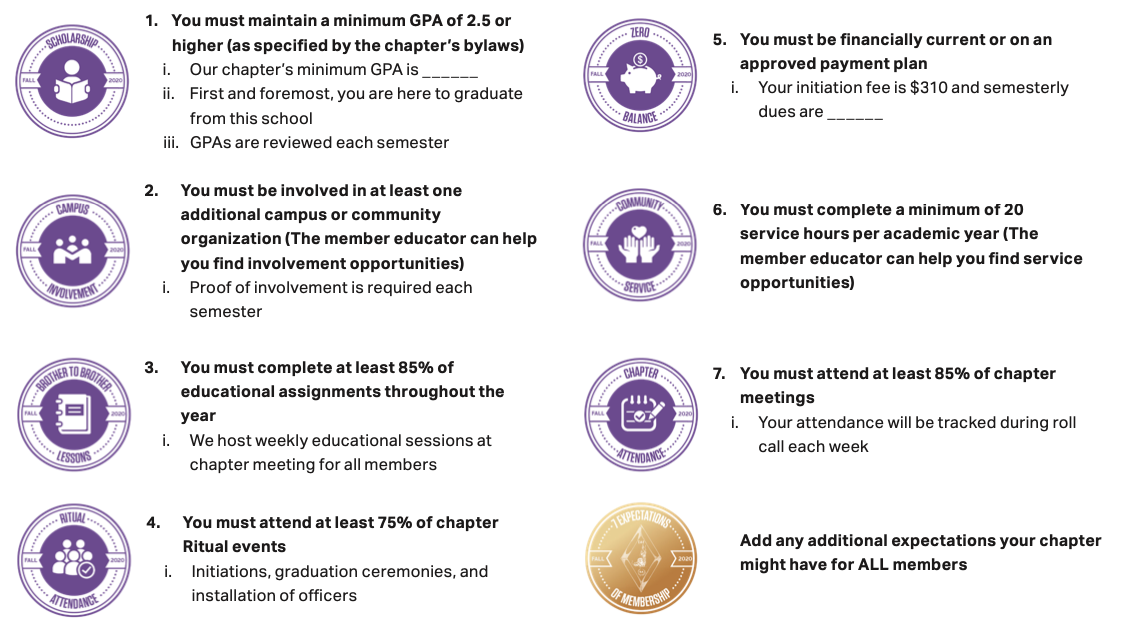 SCHOLARSHIP
FALL 2020
1. You must maintain a minimum GPA of 2.5 or
higher (as specified by the chapter's bylaws)
i. Our chapter's minimum GPA is ______
ii. First and foremost, you are here to graduate
from this school
iii. GPAs are reviewed each semester
CAMPUS
FALL 2020
INVOLVEMENT
2. You must be involved in at least one
additional campus or community
organization (The member educator can help
you find involvement opportunities)
i. Proof of involvement is required each
semester
BROTHER TO BROTHER
FALL 2020
LESSONS
3. You must complete at least 85% of
educational assignments throughout the
year
i. We host weekly educational sessions at
chapter meeting for all members
RITUAL
FALL 2020
ATTENDANCE
4. You must attend at least 75% of chapter
Ritual events
i. Initiations, graduation ceremonies, and
installation of officers
ZERO
$
FALL 2020
BALANCE
5. You must be financially current or on an
approved payment plan
i. Your initiation fee is $310 and semesterly
dues are ______
COMMUNITY
FALL 2020
SERVICE
6. You must complete a minimum of 20
service hours per academic year (The
member educator can help you find service
opportunities)
CHAPTER
FALL 2020
ATTENDANCE
7. You must attend at least 85% of chapter
meetings
i. Your attendance will be tracked during roll
call each week
7 EXPECTATIONS
FALL 2020
OF MEMBERSHIP
Add any additional expectations your chapter
might have for ALL members